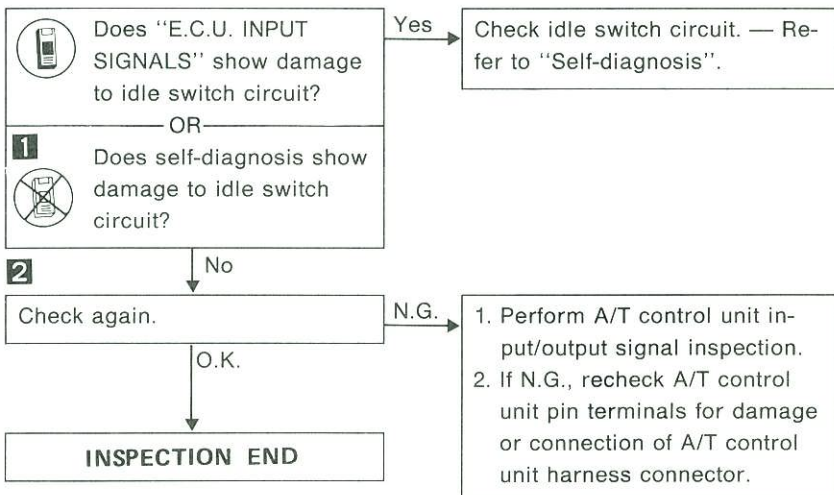 Does “E.C.U. INPUT
SIGNALS” show damage
to idle switch circuit?
Yes
Check idle switch circuit. — Re-
fer to “Self-diagnosis”.
OR
1
Does self-diagnosis show
damage to idle switch
circuit?
No
2
Check again.
N.G.
1. Perform A/T control unit in-
put/output signal inspection.
2. If N.G., recheck A/T control
unit pin terminals for damage
or connection of A/T control
unit harness connector.
O.K.
INSPECTION END